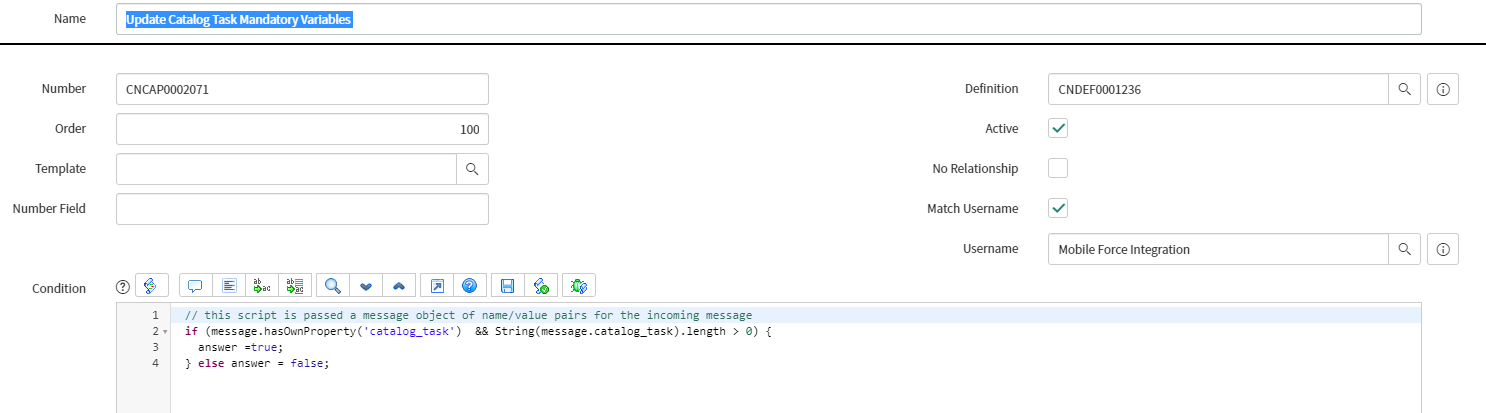 Name Update Catalog Task Mandatory Variables
Number CNCAP0002071 Definition CNDEF0001236
Order 100 Active
Template No Relationship
Number Field Match Username
Username Mobile Force Integration
Condition
1 // this script is passed a message object of name/value pairs for the incoming message
2 if (message.hasOwnProperty('catalog_task')  && String(message.catalog_task).length > 0) {
3   answer =true;
4 } else answer = false;